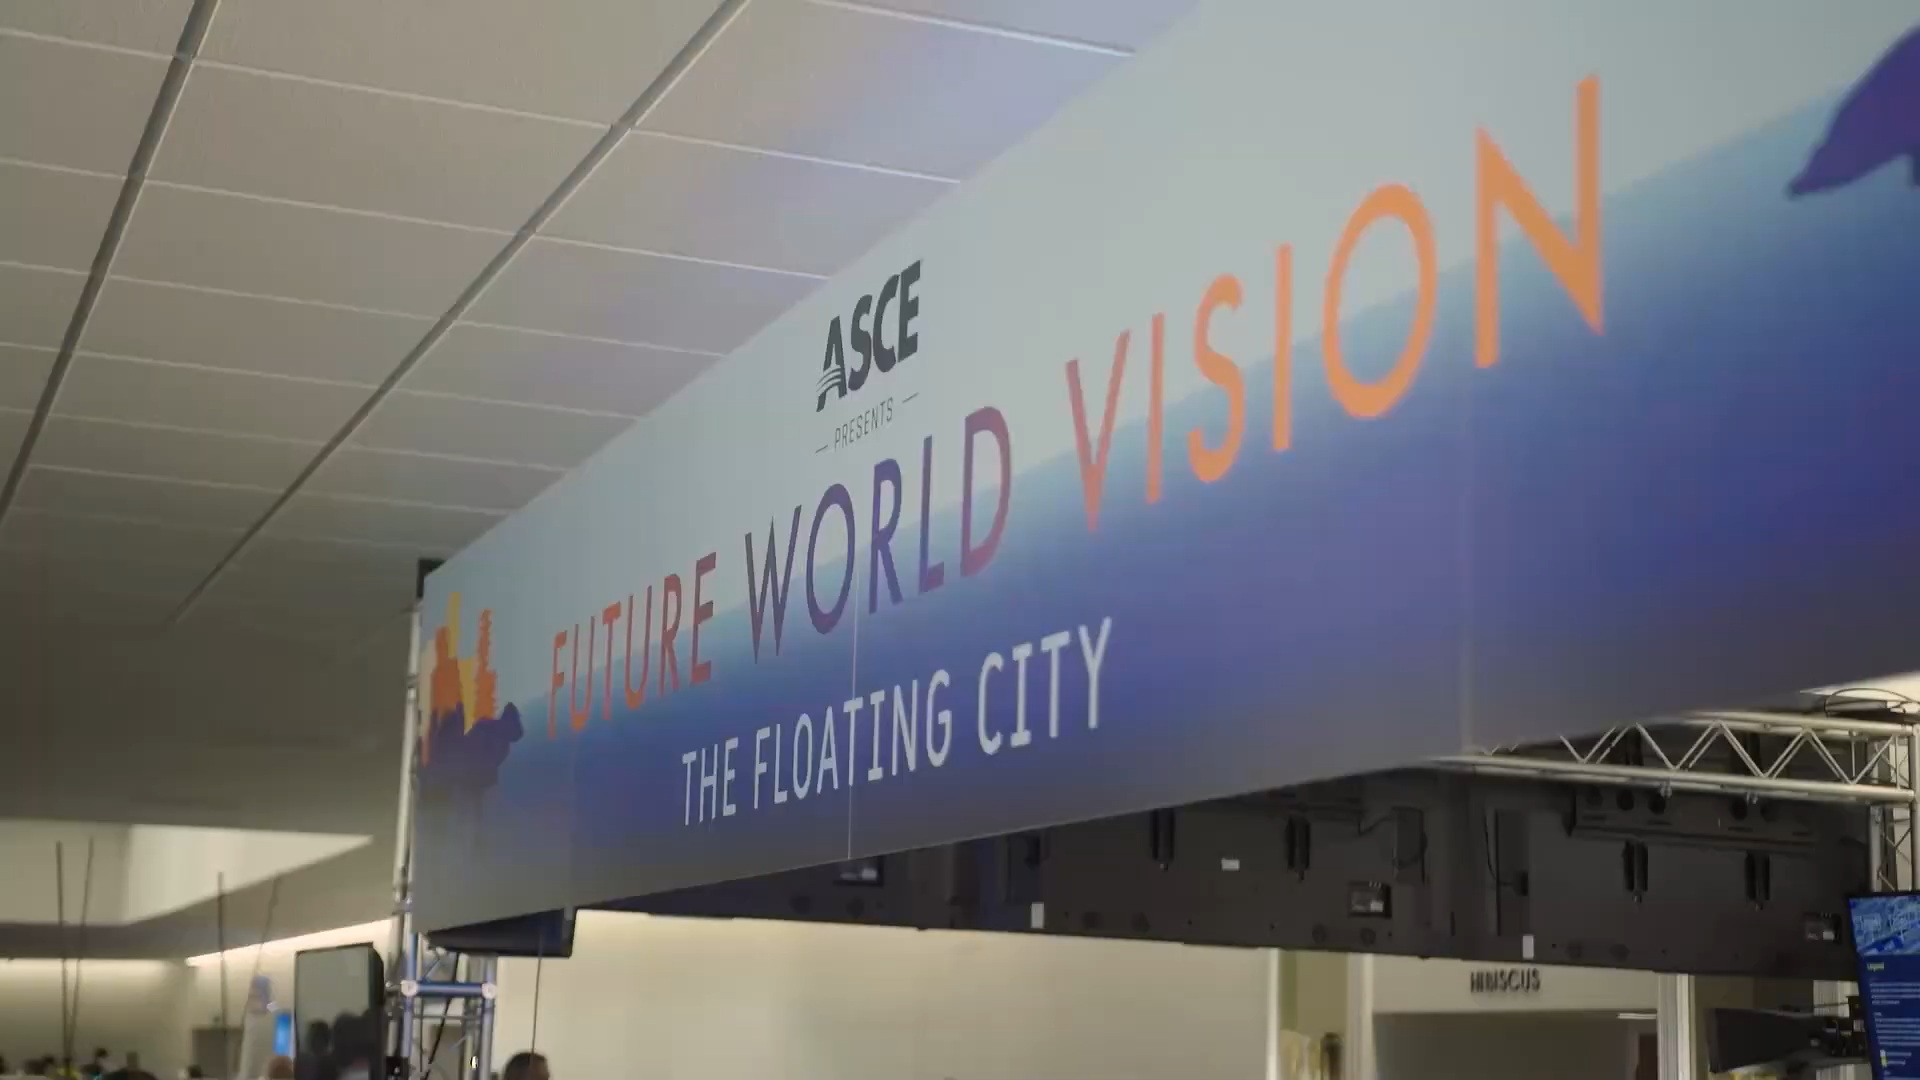 ASCE
PRESENTS
FUTURE WORLD VISION
THE FLOATING CITY
HIBISCUS